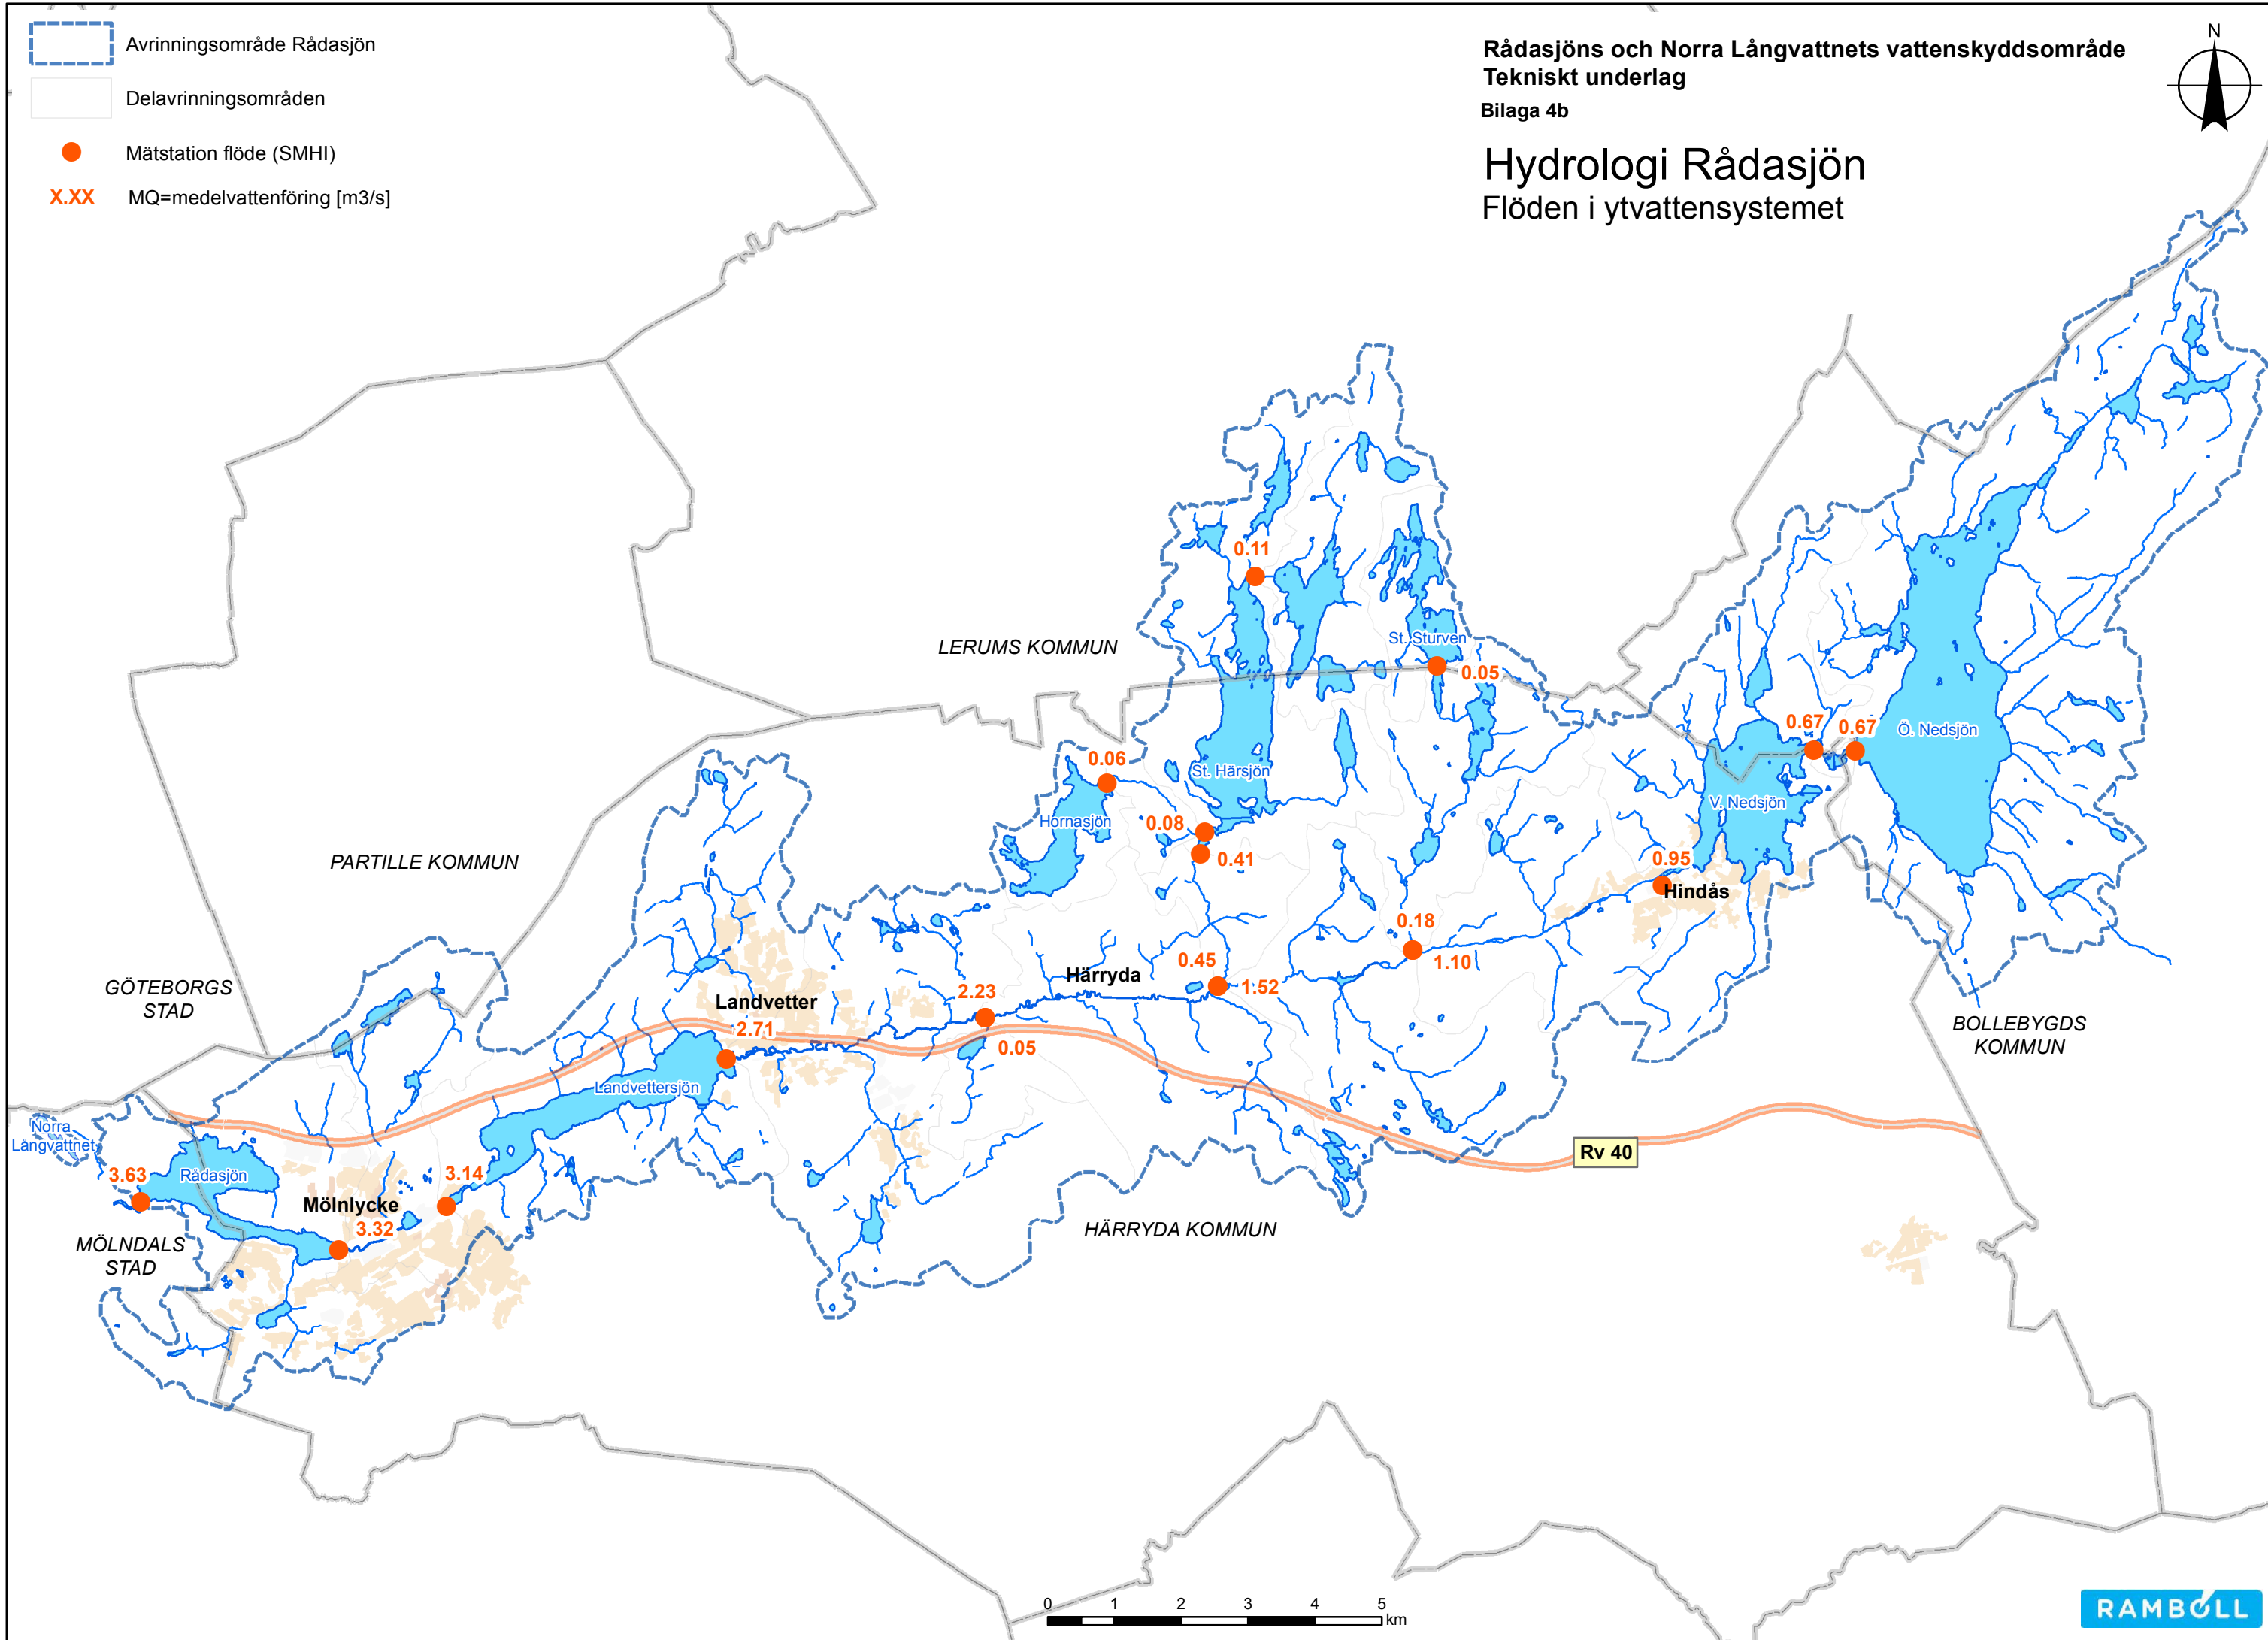 Avrinningsområde Rådasjön
Delavrinningsområden
Mätstation flöde (SMHI)
X.XX MQ=medelvattenföring [m3/s]
Rådasjöns och Norra Långvattnets vattenskyddsområde
Tekniskt underlag
Bilaga 4b
Hydrologi Rådasjön
Flöden i ytvattensystemet
N
0.11
LERUMS KOMMUN
St. Sturven
0.05
0.67
0.67
Ö. Nedsjön
0.06
St. Härsjön
V. Nedsjön
Hornasjön
0.08
0.41
PARTILLE KOMMUN
0.95
Hindås
0.18
1.10
0.45
1.52
Härryda
GÖTEBORGS
STAD
Landvetter
2.23
2.71
0.05
BOLLEBYGDS
KOMMUN
Landvettersjön
Norra
Långvattnet
Rv 40
Rådasjön
3.63
3.14
Mölnlycke
3.32
HÄRRYDA KOMMUN
MÖLNDALS
STAD
0 1 2 3 4 5
km
RAMBOLL